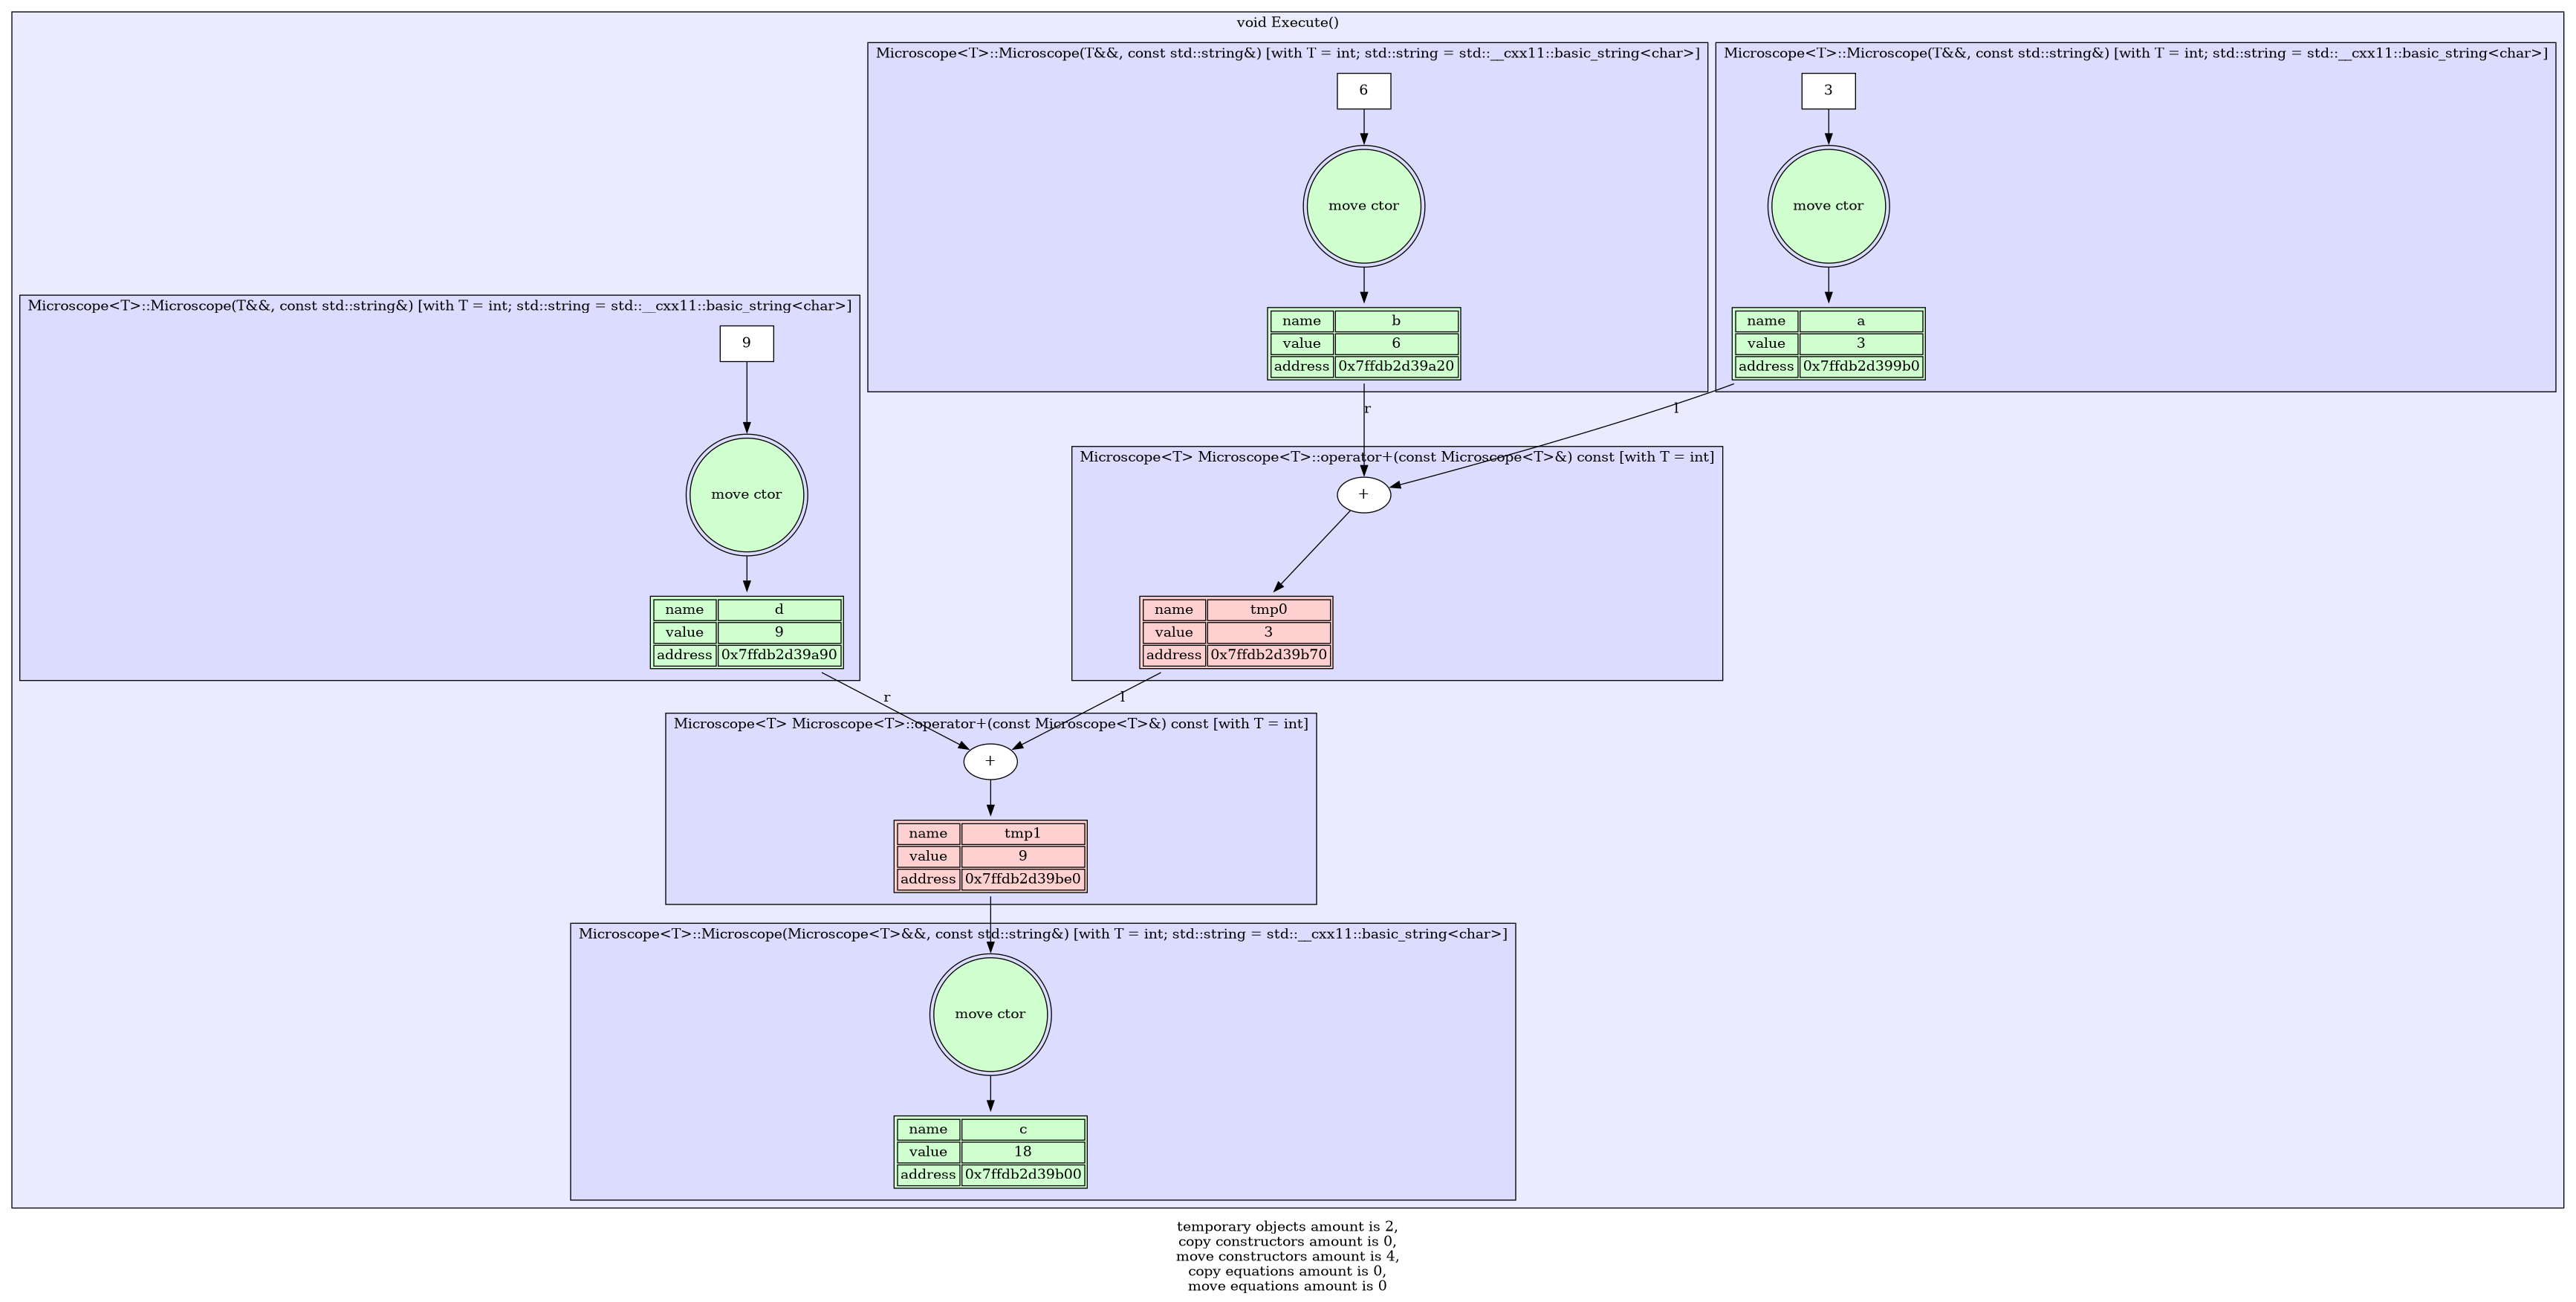 void Execute()
Microscope<T>::Microscope(T&&, const std::string&) [with T = int; std::string = std::__cxx11::basic_string<char>]
6
move ctor
name b
value 6
address 0x7ffdb2d39a20
Microscope<T>::Microscope(T&&, const std::string&) [with T = int; std::string = std::__cxx11::basic_string<char>]
3
move ctor
name a
value 3
address 0x7ffdb2d399b0
Microscope<T>::Microscope(T&&, const std::string&) [with T = int; std::string = std::__cxx11::basic_string<char>]
9
move ctor
name d
value 9
address 0x7ffdb2d39a90
r
l
Microscope<T> Microscope<T>::operator+(const Microscope<T>&) const [with T = int]
+
name tmp0
value 3
address 0x7ffdb2d39b70
r
l
Microscope<T> Microscope<T>::operator+(const Microscope<T>&) const [with T = int]
+
name tmp1
value 9
address 0x7ffdb2d39be0
Microscope<T>::Microscope(Microscope<T>&&, const std::string&) [with T = int; std::string = std::__cxx11::basic_string<char>]
move ctor
name c
value 18
address 0x7ffdb2d39b00
temporary objects amount is 2,
copy constructors amount is 0,
move constructors amount is 4,
copy equations amount is 0,
move equations amount is 0